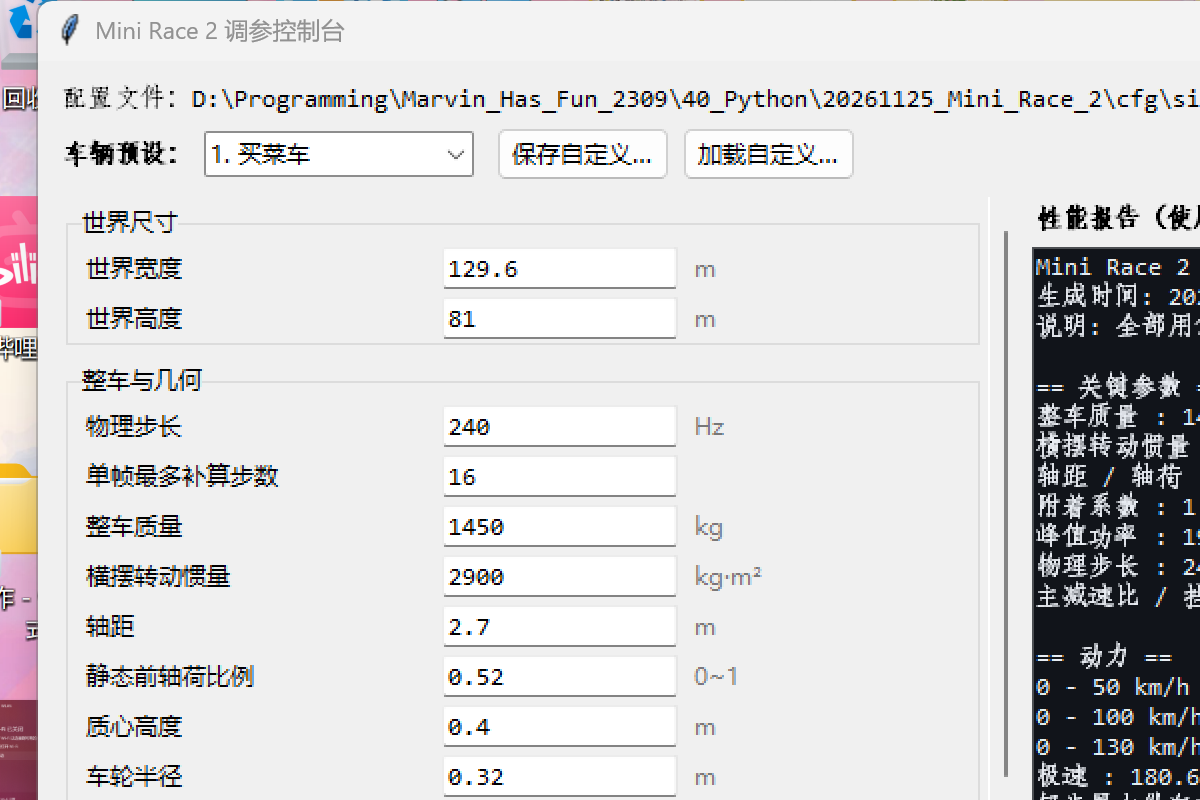 Mini Race 2 调参控制台
配置文件: D:\Programming\Marvin_Has_Fun_2309\40_Python\20261125_Mini_Race_2\cfg\si
车辆预设: 1. 买菜车 保存自定义... 加载自定义...
世界尺寸
世界宽度 129.6 m
世界高度 81 m
整车与几何
物理步长 240 Hz
单帧最多补算步数 16
整车质量 1450 kg
横摆转动惯量 2900 kg·m²
轴距 2.7 m
静态前轴荷比例 0.52 0~1
质心高度 0.4 m
车轮半径 0.32 m
性能报告 (使用
Mini Race 2
生成时间: 202
说明: 全部用
== 关键参数 =
整车质量 : 14
横摆转动惯量
轴距 / 轴荷
附着系数 : 1
峰值功率 : 19
物理步长 : 24
主减速比 / 挡
== 动力 ==
0 - 50 km/h
0 - 100 km/h
0 - 130 km/h
极速 : 180.6
回收
哔哩
作 -
式